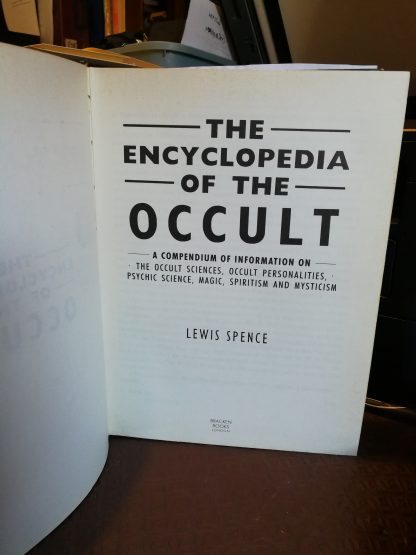 THE
ENCYCLOPEDIA
OF THE
OCCULT
A COMPENDIUM OF INFORMATION ON
· THE OCCULT SCIENCES, OCCULT PERSONALITIES, ·
PSYCHIC SCIENCE, MAGIC, SPIRITISM AND MYSTICISM
LEWIS SPENCE
BRACKEN
BOOKS
LONDON